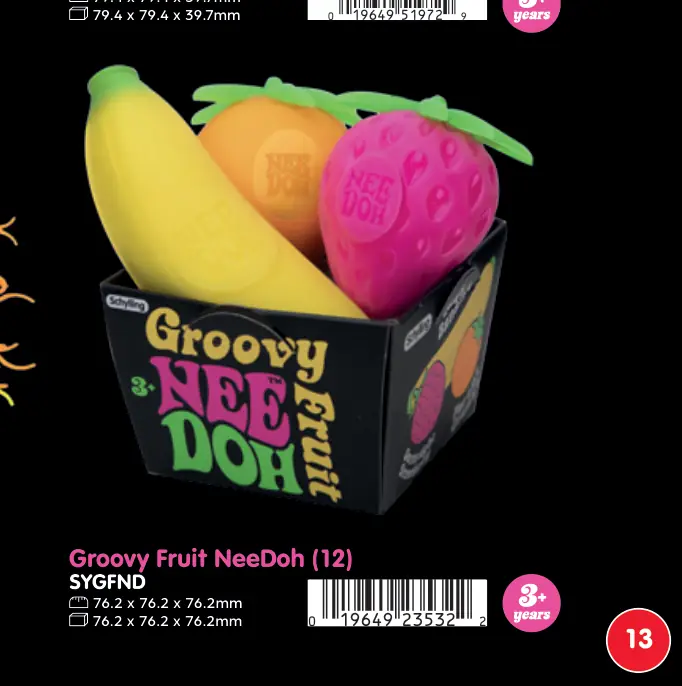 79.4 x 79.4 x 39.7mm
0 19649 51972 9
years
NEE
DOH
NEE
DOH
Schylling
Groovy
Fruit
3+
NEE™
DOH
Schylling
Groovy Fruit NeeDoh (12)
SYGFND
76.2 x 76.2 x 76.2mm
76.2 x 76.2 x 76.2mm
0 19649 23532 2
3+
years
13